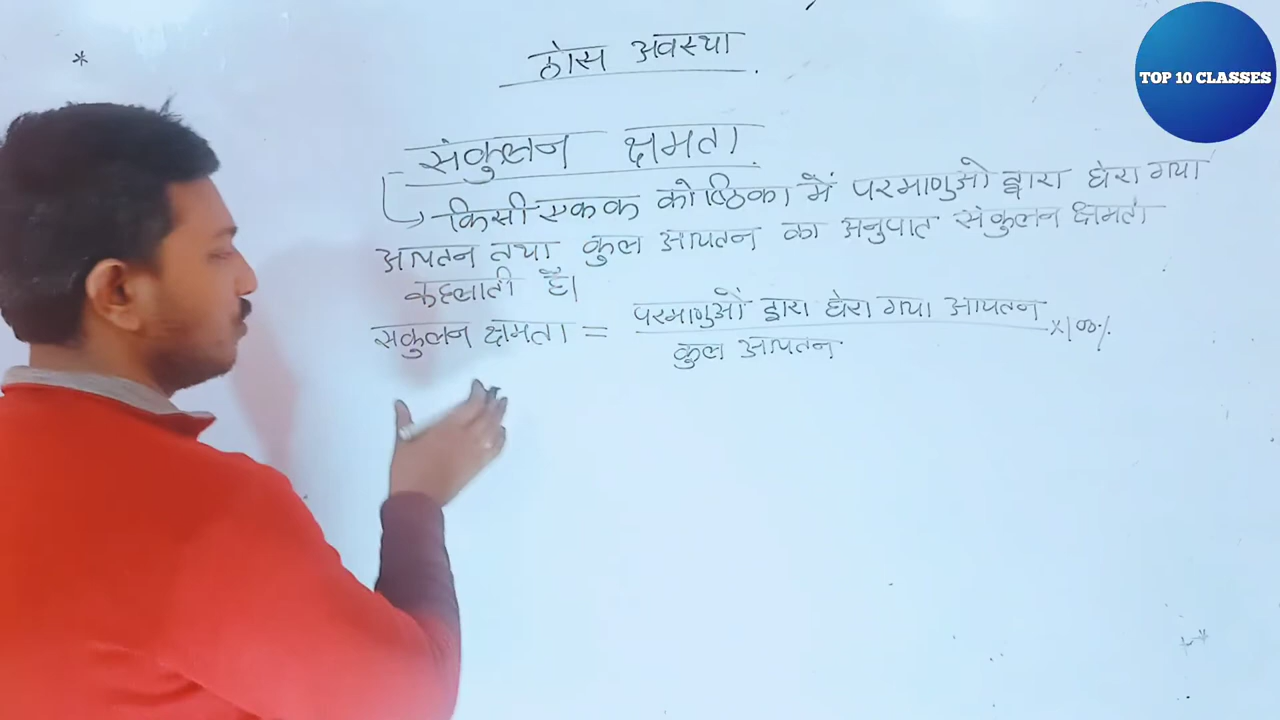 TOP 10 CLASSES
ठोस अवस्था
संकुलन क्षमता
किसी एकक कोष्ठिका में परमाणुओ द्वारा घेरा गया
आयतन तथा कुल आयतन का अनुपात संकुलन क्षमता
कहलाती है।
सकुलन क्षमता = परमाणुओं द्वारा घेरा गया आयतन ×100%
कुल आयतन